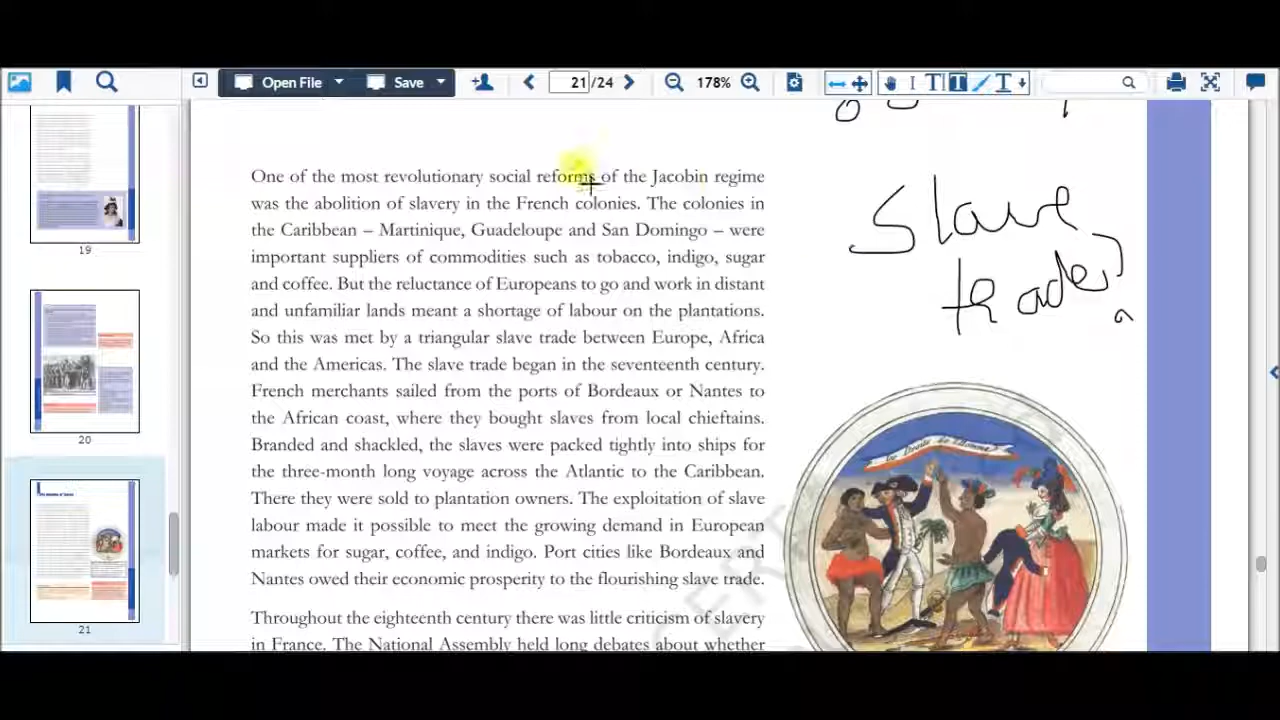 Open File
Save
21 /24
178%
One of the most revolutionary social reforms of the Jacobin regime
was the abolition of slavery in the French colonies. The colonies in
the Caribbean – Martinique, Guadeloupe and San Domingo – were
important suppliers of commodities such as tobacco, indigo, sugar
and coffee. But the reluctance of Europeans to go and work in distant
and unfamiliar lands meant a shortage of labour on the plantations.
So this was met by a triangular slave trade between Europe, Africa
and the Americas. The slave trade began in the seventeenth century.
French merchants sailed from the ports of Bordeaux or Nantes to
the African coast, where they bought slaves from local chieftains.
Branded and shackled, the slaves were packed tightly into ships for
the three-month long voyage across the Atlantic to the Caribbean.
There they were sold to plantation owners. The exploitation of slave
labour made it possible to meet the growing demand in European
markets for sugar, coffee, and indigo. Port cities like Bordeaux and
Nantes owed their economic prosperity to the flourishing slave trade.
Throughout the eighteenth century there was little criticism of slavery
in France. The National Assembly held long debates about whether
Slave
trade
19
20
21